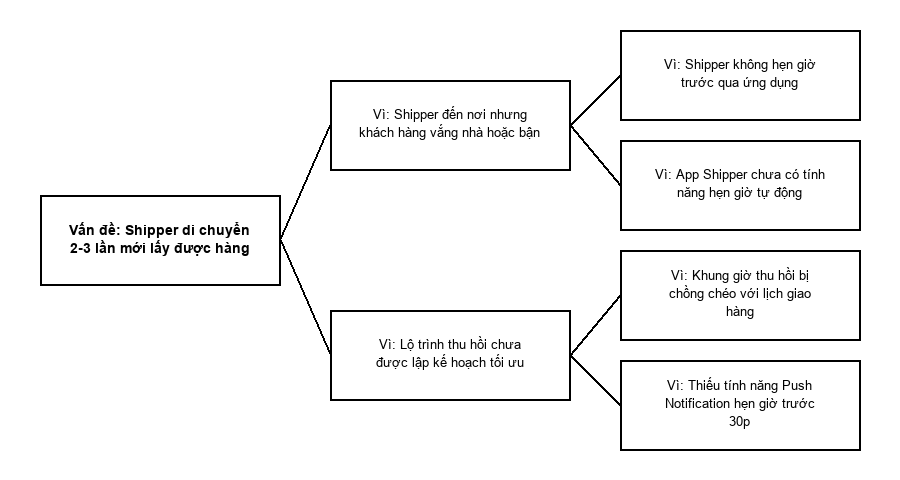 Vấn đề: Shipper di chuyển
2-3 lần mới lấy được hàng
Vì: Shipper đến nơi nhưng
khách hàng vắng nhà hoặc bận
Vì: Shipper không hẹn giờ
trước qua ứng dụng
Vì: App Shipper chưa có tính
năng hẹn giờ tự động
Vì: Lộ trình thu hồi chưa
được lập kế hoạch tối ưu
Vì: Khung giờ thu hồi bị
chồng chéo với lịch giao
hàng
Vì: Thiếu tính năng Push
Notification hẹn giờ trước
30p